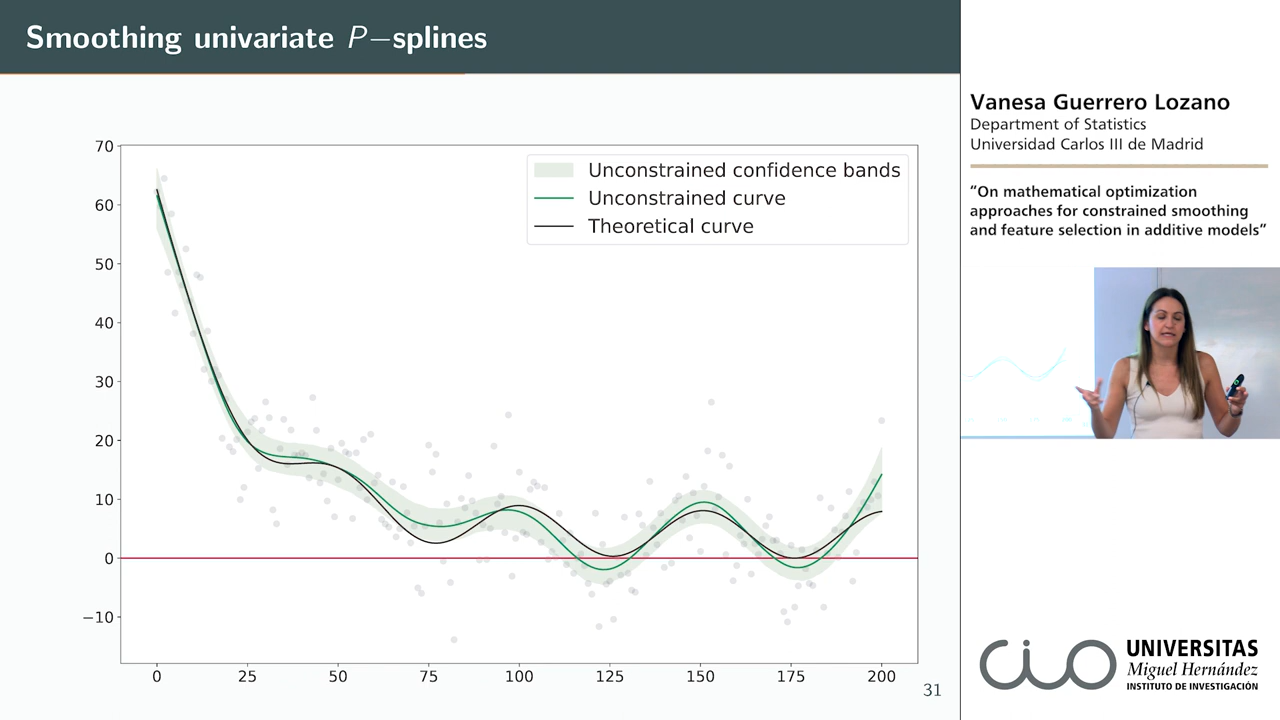 Smoothing univariate P−splines
70
60
50
40
30
20
10
0
−10
0 25 50 75 100 125 150 175 200
Unconstrained confidence bands
Unconstrained curve
Theoretical curve
31
Vanesa Guerrero Lozano
Department of Statistics
Universidad Carlos III de Madrid
“On mathematical optimization
approaches for constrained smoothing
and feature selection in additive models”
cio
UNIVERSITAS
Miguel Hernández
INSTITUTO DE INVESTIGACIÓN